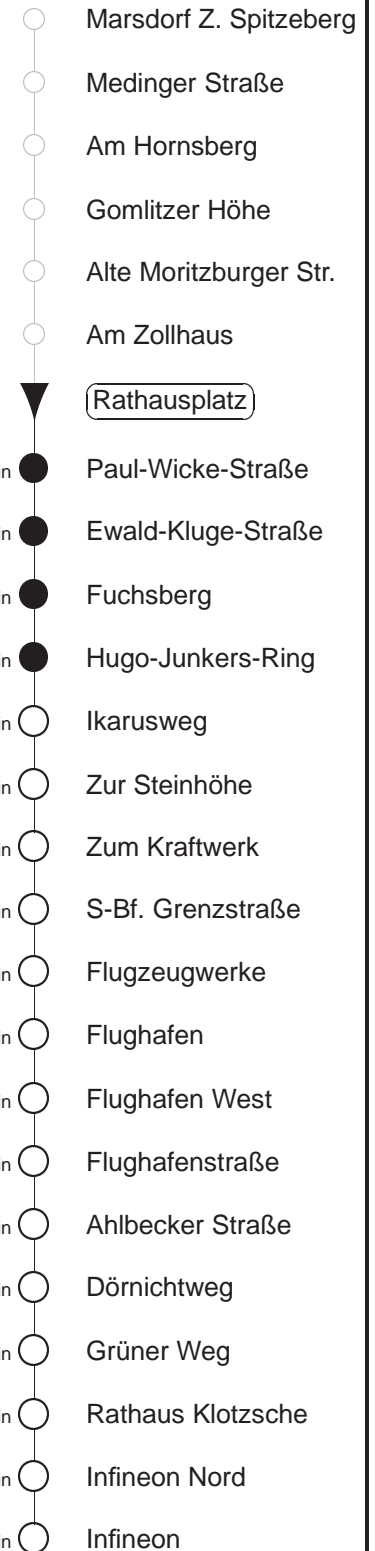 Marsdorf Z. Spitzeberg
Medinger Straße
Am Hornsberg
Gomlitzer Höhe
Alte Moritzburger Str.
Am Zollhaus
Rathausplatz
Paul-Wicke-Straße
Ewald-Kluge-Straße
Fuchsberg
Hugo-Junkers-Ring
Ikarusweg
Zur Steinhöhe
Zum Kraftwerk
S-Bf. Grenzstraße
Flugzeugwerke
Flughafen
Flughafen West
Flughafenstraße
Ahlbecker Straße
Dörnichtweg
Grüner Weg
Rathaus Klotzsche
Infineon Nord
Infineon